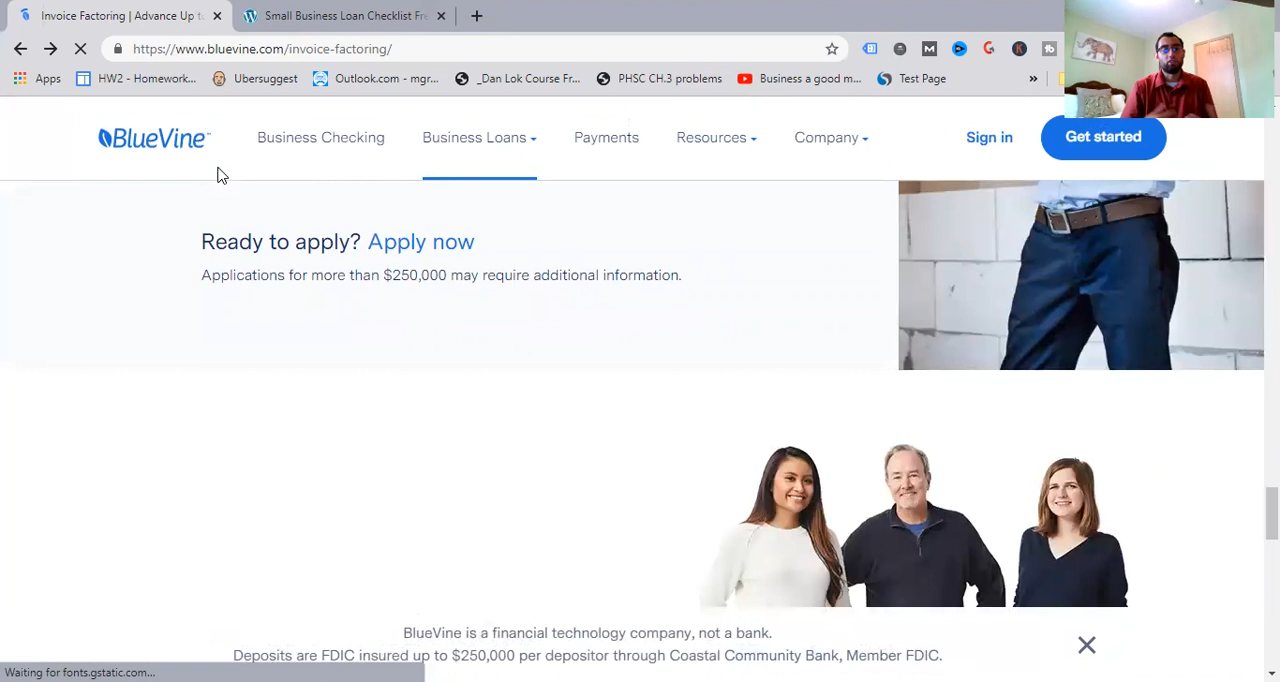 Invoice Factoring | Advance Up to
Small Business Loan Checklist Fre
https://www.bluevine.com/invoice-factoring/
Apps
HW2 - Homework...
Ubersuggest
Outlook.com - mgr...
_Dan Lok Course Fr...
PHSC CH.3 problems
Business a good m...
Test Page
»
BlueVine™
Business Checking
Business Loans
Payments
Resources
Company
Sign in
Get started
Ready to apply? Apply now
Applications for more than $250,000 may require additional information.
BlueVine is a financial technology company, not a bank.
Deposits are FDIC insured up to $250,000 per depositor through Coastal Community Bank, Member FDIC.
Waiting for fonts.gstatic.com...